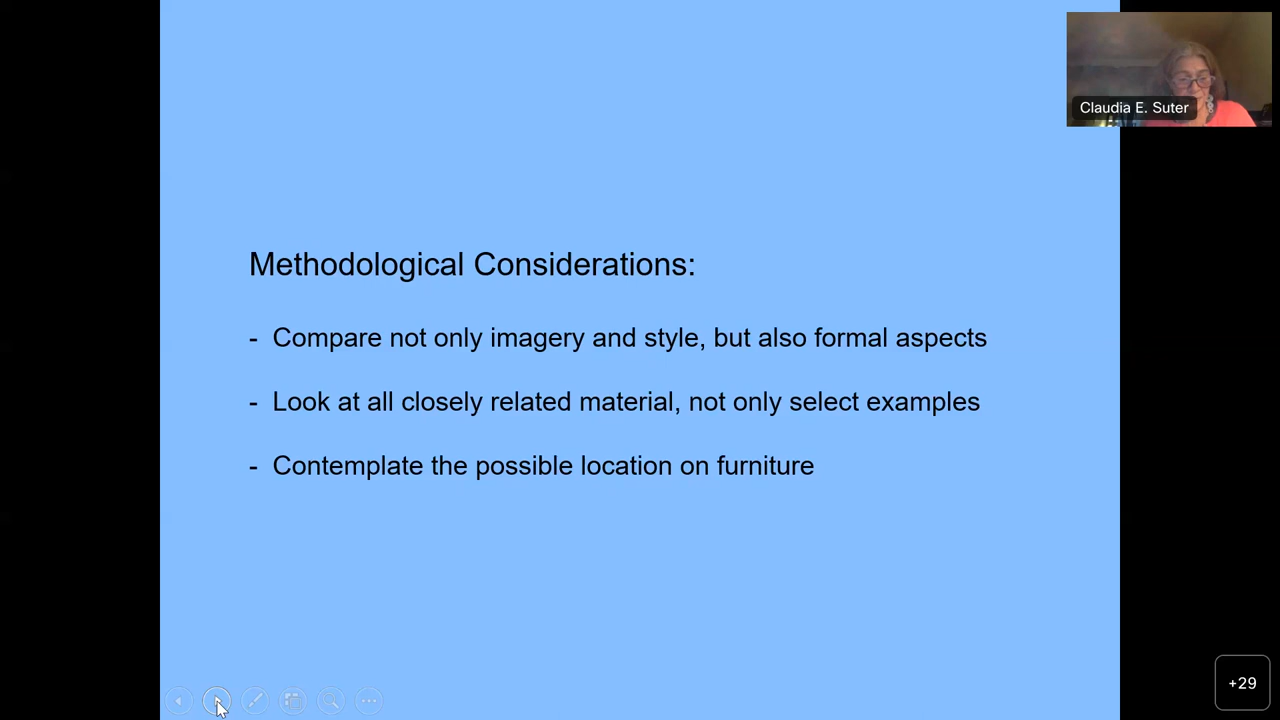 Claudia E. Suter
Methodological Considerations:
- Compare not only imagery and style, but also formal aspects
- Look at all closely related material, not only select examples
- Contemplate the possible location on furniture
+29